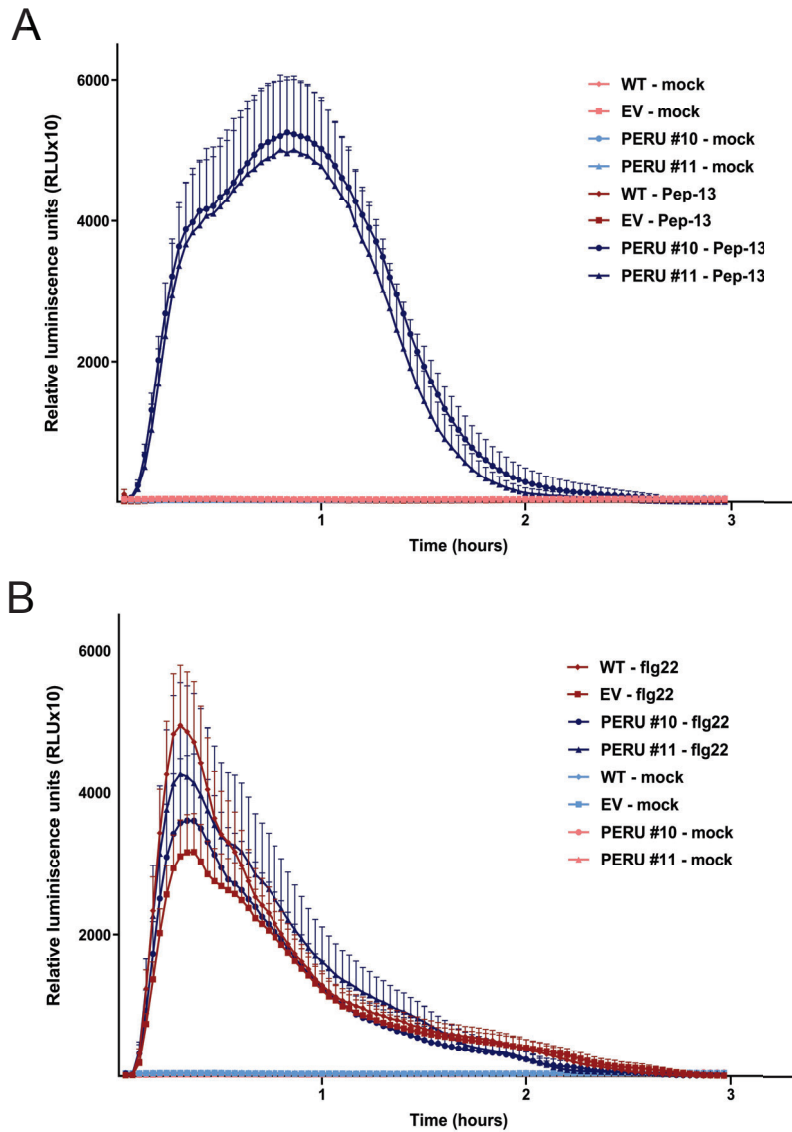 A
Relative luminiscence units (RLUx10)
6000
4000
2000
1
2
3
Time (hours)
WT - mock
EV - mock
PERU #10 - mock
PERU #11 - mock
WT - Pep-13
EV - Pep-13
PERU #10 - Pep-13
PERU #11 - Pep-13
B
Relative luminiscence units (RLUx10)
6000
4000
2000
1
2
3
Time (hours)
WT - flg22
EV - flg22
PERU #10 - flg22
PERU #11 - flg22
WT - mock
EV - mock
PERU #10 - mock
PERU #11 - mock